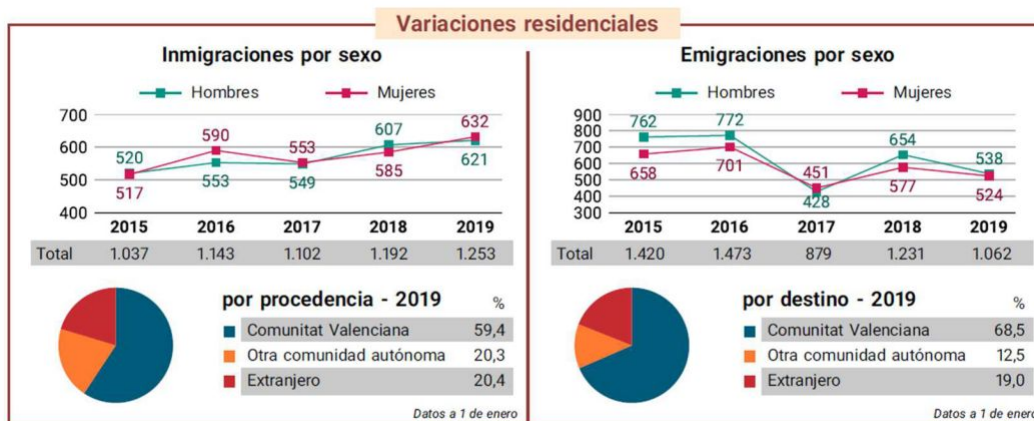 Variaciones residenciales
Inmigraciones por sexo
Hombres Mujeres
700
600
500
400
520 590 553 607 632
517 553 549 585 621
2015 2016 2017 2018 2019
Total 1.037 1.143 1.102 1.192 1.253
por procedencia - 2019 %
Comunitat Valenciana 59,4
Otra comunidad autónoma 20,3
Extranjero 20,4
Datos a 1 de enero
Emigraciones por sexo
Hombres Mujeres
900
800
700
600
500
400
300
762 772 451 654 538
658 701 428 577 524
2015 2016 2017 2018 2019
Total 1.420 1.473 879 1.231 1.062
por destino - 2019 %
Comunitat Valenciana 68,5
Otra comunidad autónoma 12,5
Extranjero 19,0
Datos a 1 de enero